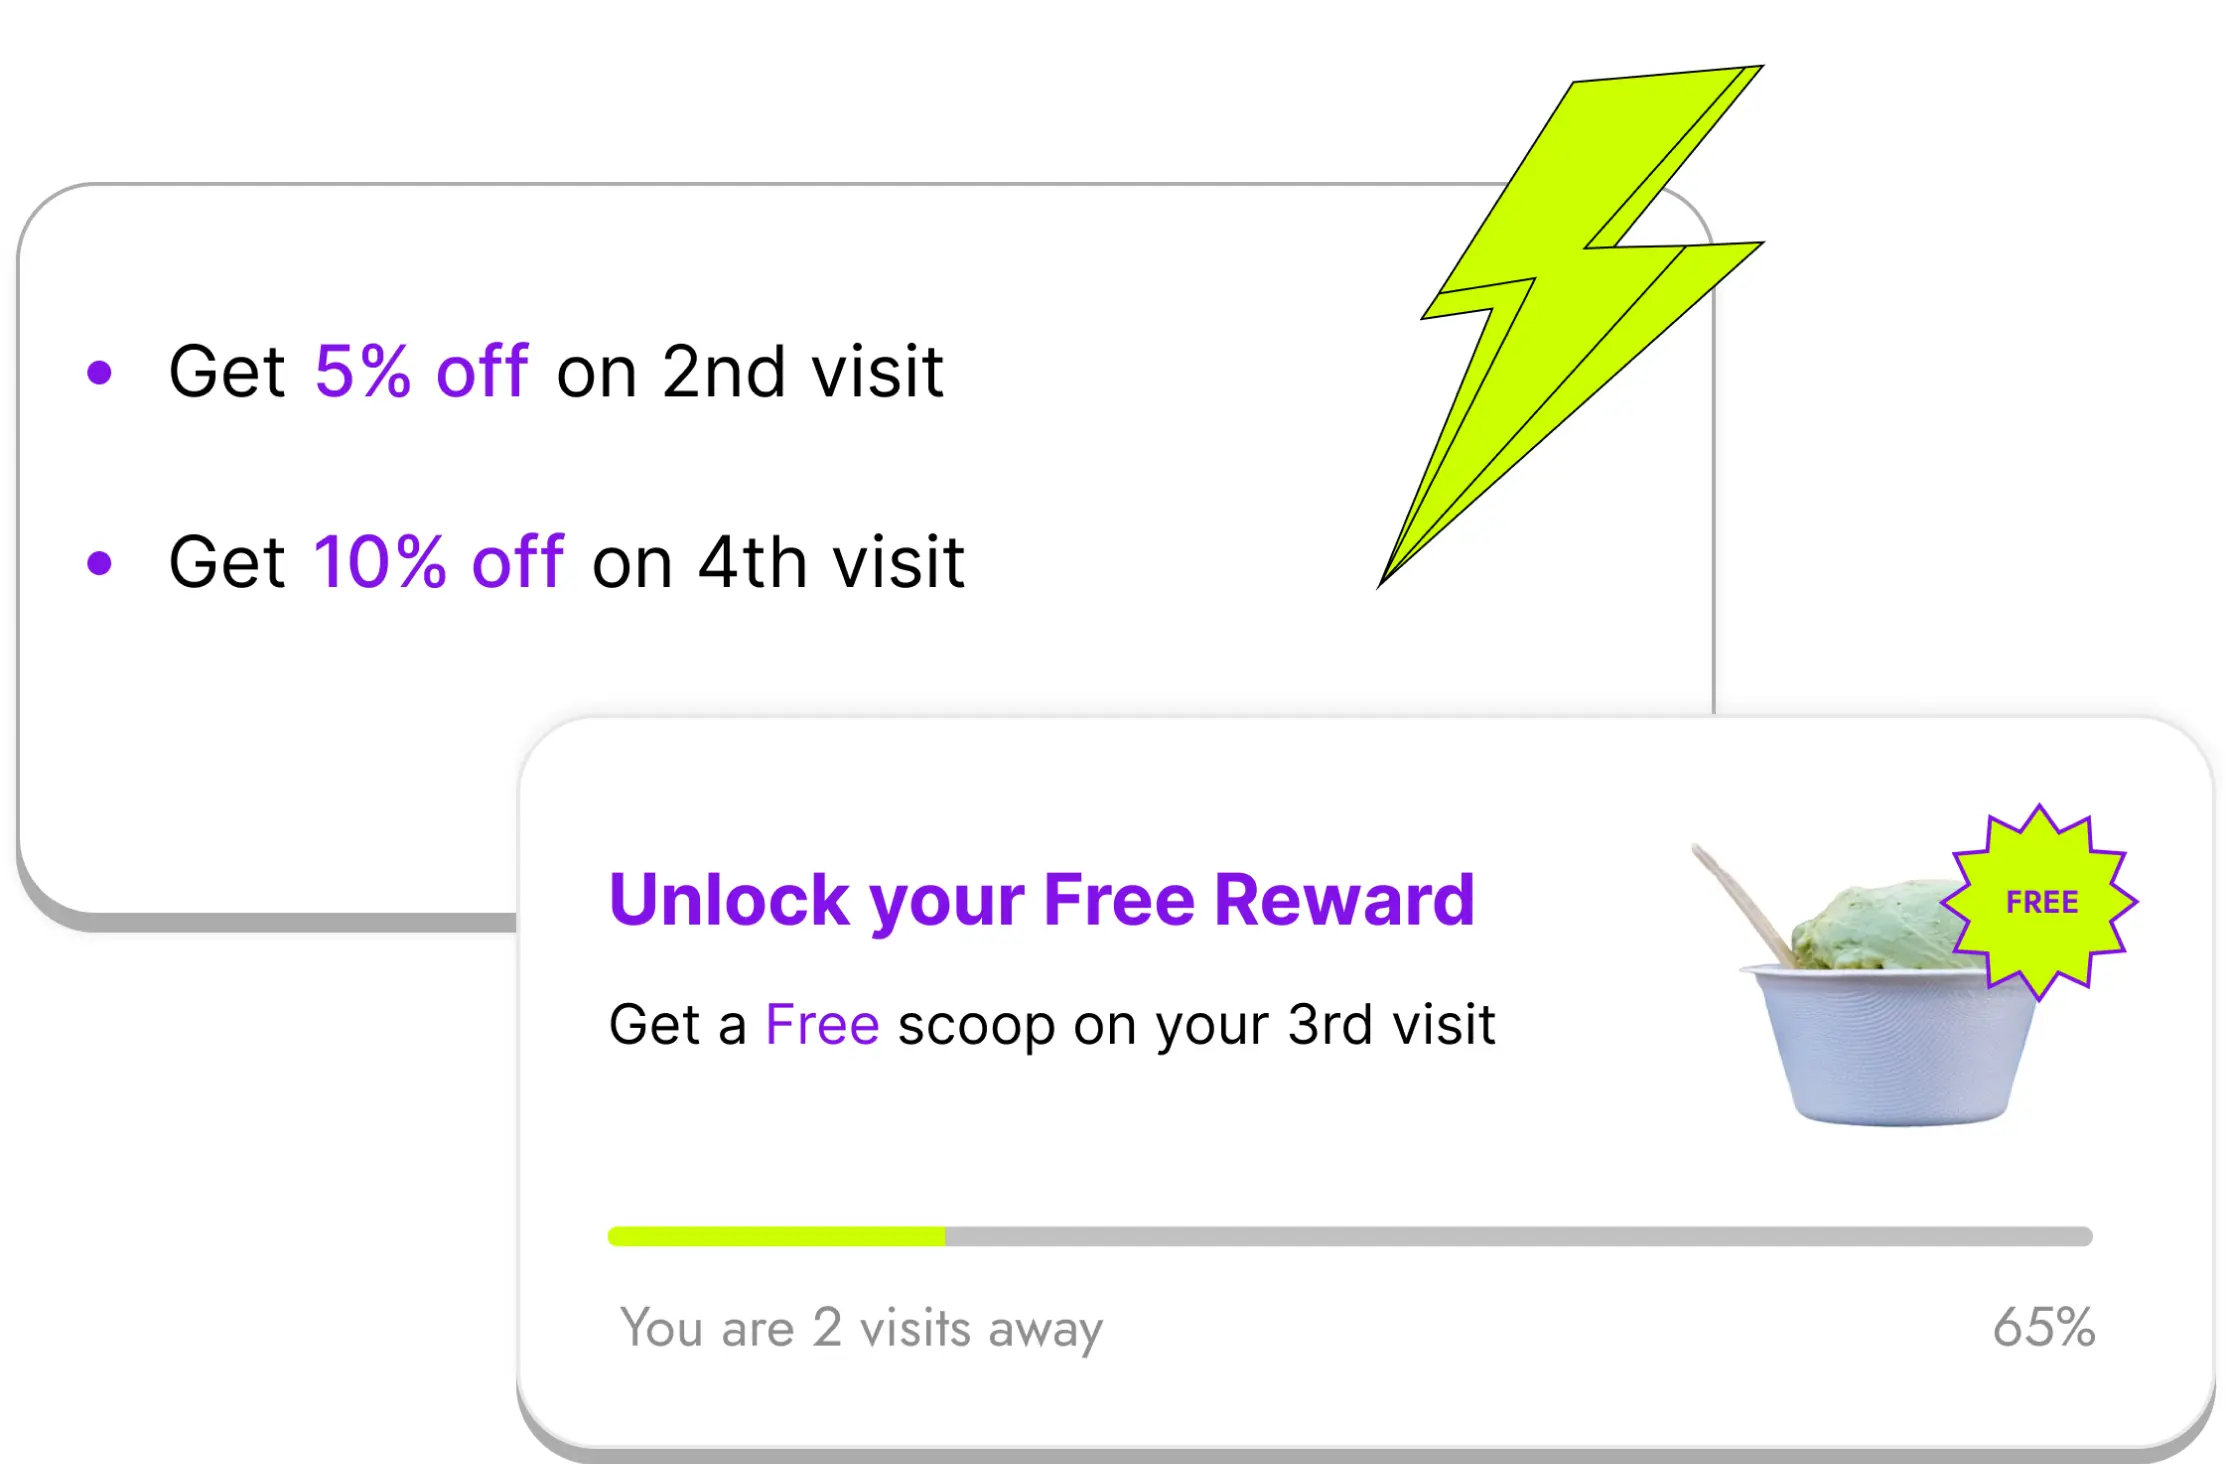 • Get 5% off on 2nd visit
• Get 10% off on 4th visit
Unlock your Free Reward
FREE
Get a Free scoop on your 3rd visit
You are 2 visits away
65%